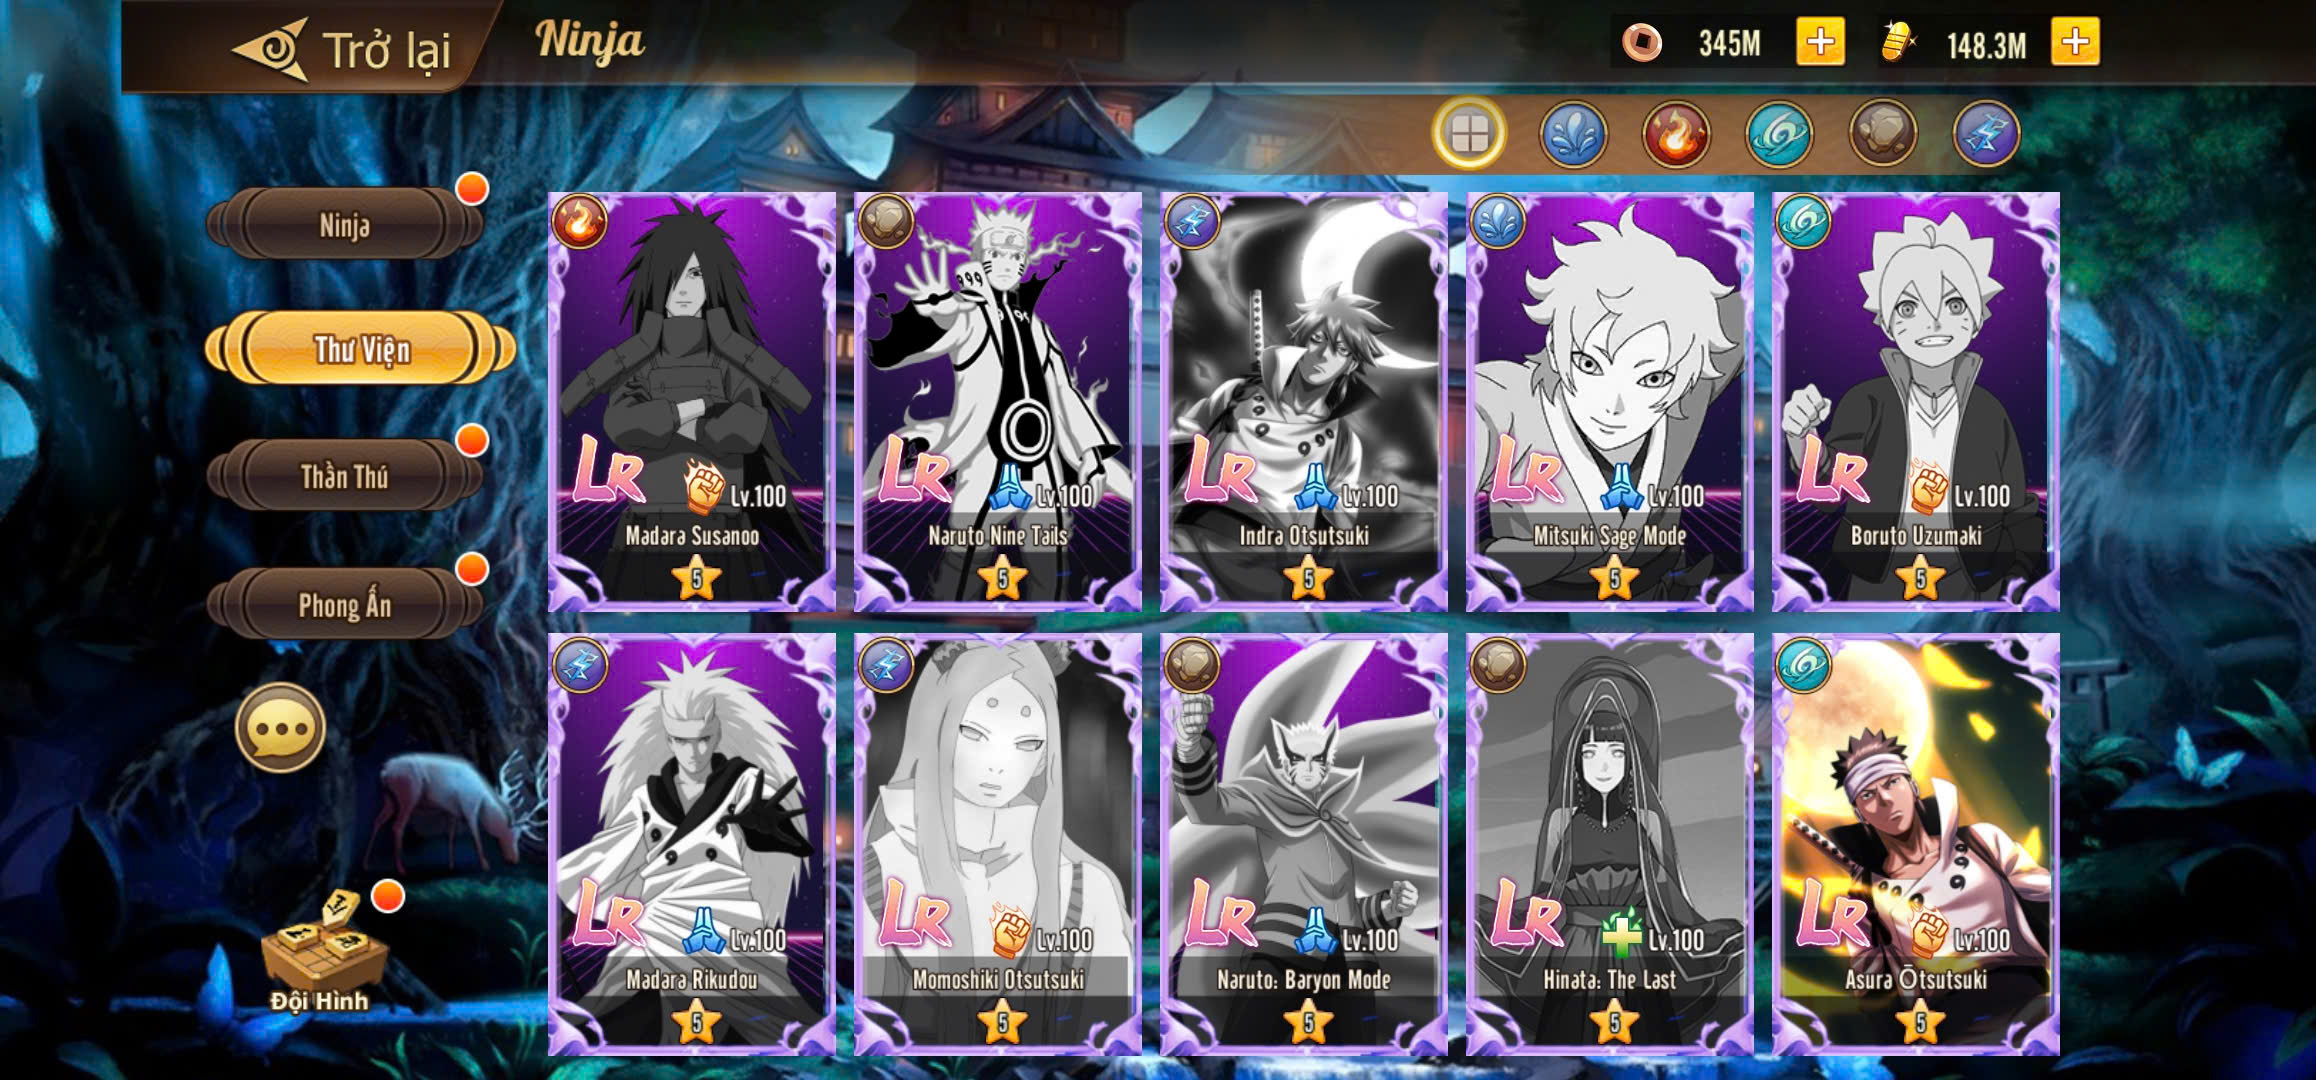 Trở lại
Ninja
345M
148.3M
Ninja
Thư Viện
Thần Thú
Phong Ấn
Đội Hình
LR Lv.100
Madara Susanoo
5
LR Lv.100
Naruto Nine Tails
5
LR Lv.100
Indra Otsutsuki
5
LR Lv.100
Mitsuki Sage Mode
5
LR Lv.100
Boruto Uzumaki
5
LR Lv.100
Madara Rikudou
5
LR Lv.100
Momoshiki Otsutsuki
5
LR Lv.100
Naruto: Baryon Mode
5
LR Lv.100
Hinata: The Last
5
LR Lv.100
Asura Ōtsutsuki
5